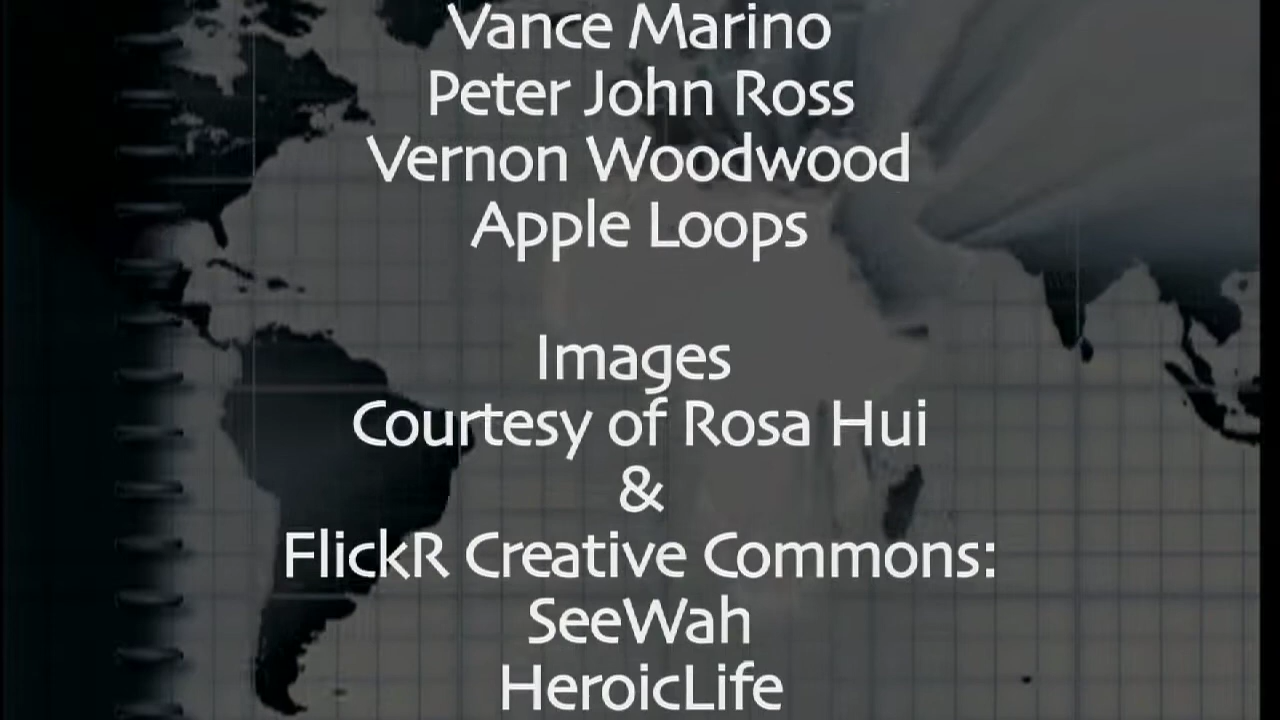 Vance Marino
Peter John Ross
Vernon Woodwood
Apple Loops
Images
Courtesy of Rosa Hui
&
FlickR Creative Commons:
SeeWah
HeroicLife